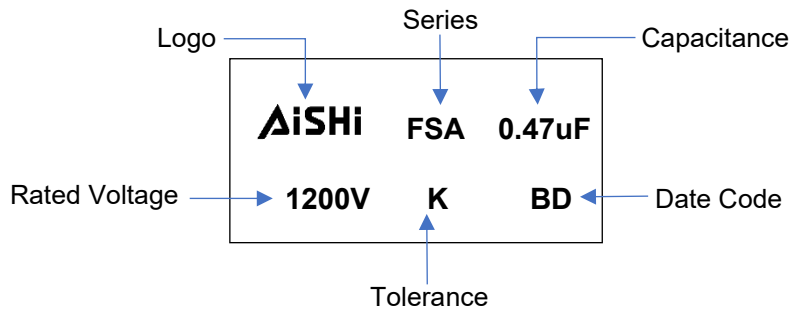 Series
Logo
Capacitance
AiSHi FSA 0.47uF
Rated Voltage
1200V K BD
Date Code
Tolerance